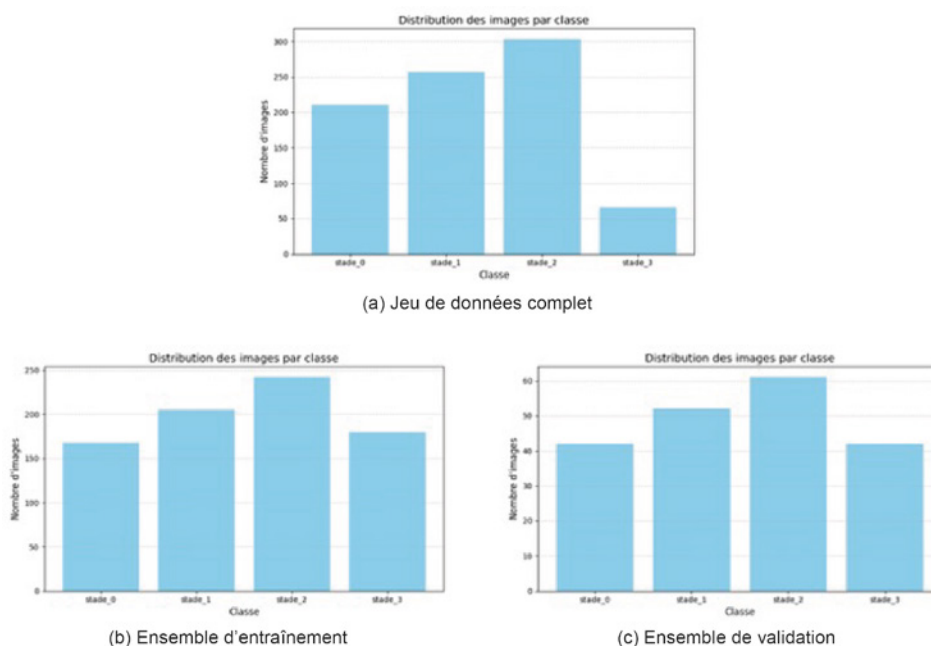 Distribution des images par classe
Nombre d'images
300
250
200
150
100
50
0
stade_0 stade_1 stade_2 stade_3
Classe
(a) Jeu de données complet
Distribution des images par classe
Nombre d'images
250
200
150
100
50
0
stade_0 stade_1 stade_2 stade_3
Classe
(b) Ensemble d'entraînement
Distribution des images par classe
Nombre d'images
60
50
40
30
20
10
0
stade_0 stade_1 stade_2 stade_3
Classe
(c) Ensemble de validation